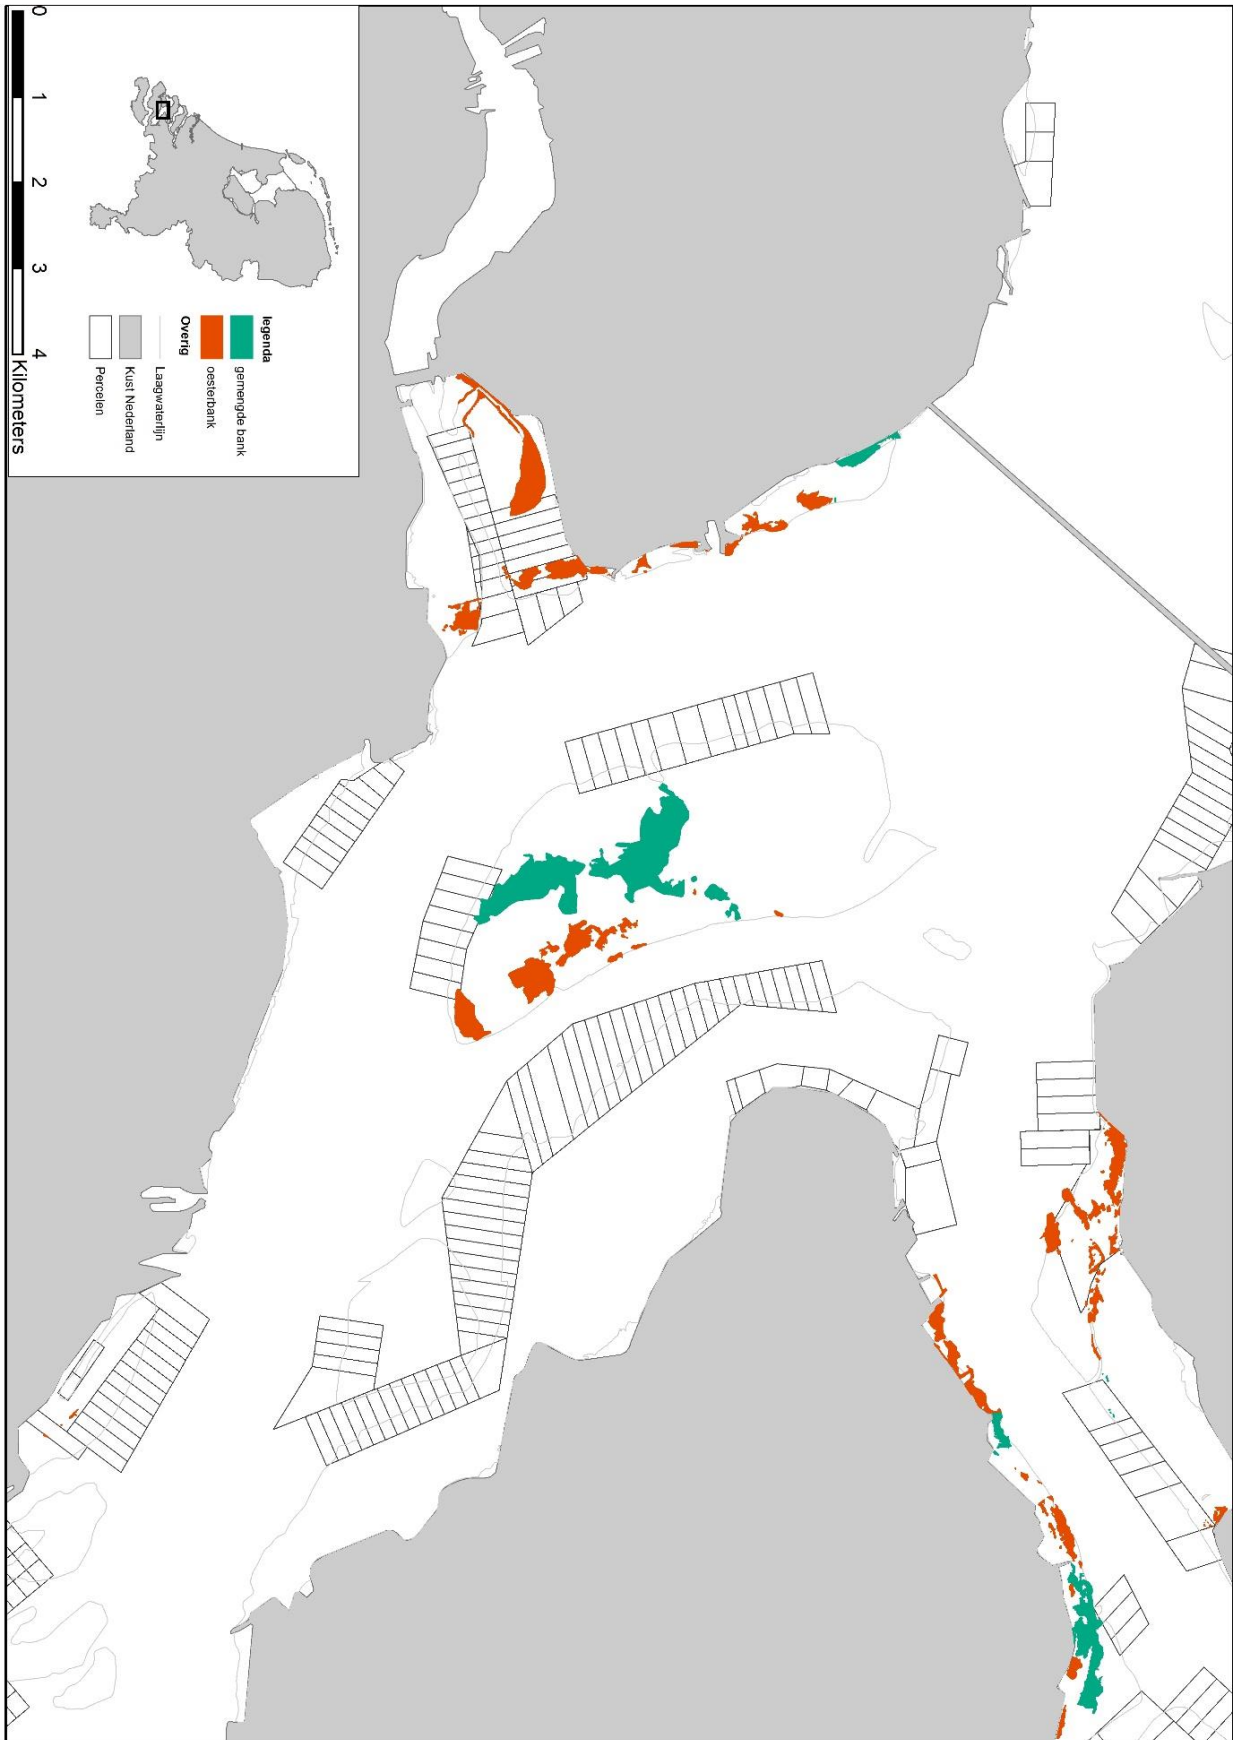 legenda
gemengde bank
oesterbank
Overig
Laagwaterlijn
Kust Nederland
Percelen
0 1 2 3 4
Kilometers